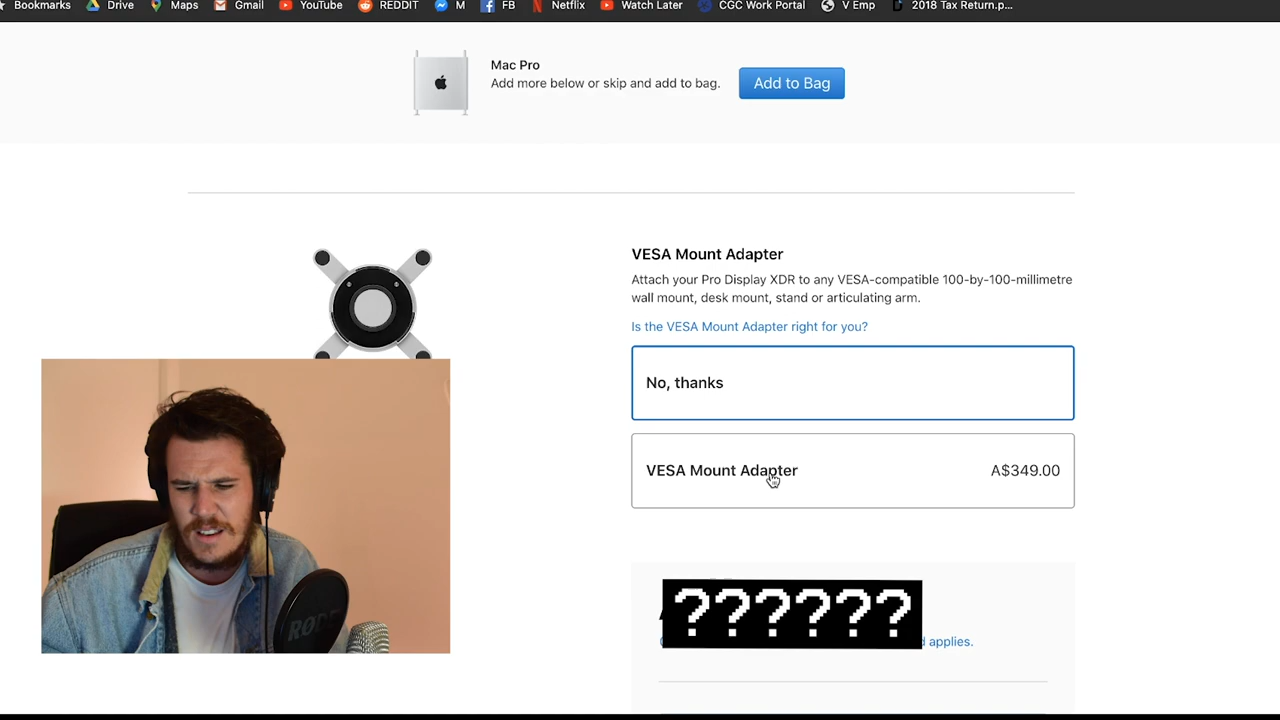 Bookmarks Drive Maps Gmail YouTube REDDIT M FB Netflix Watch Later CGC Work Portal V Emp 2018 Tax Return.p...
Mac Pro
Add more below or skip and add to bag.
Add to Bag
VESA Mount Adapter
Attach your Pro Display XDR to any VESA-compatible 100-by-100-millimetre
wall mount, desk mount, stand or articulating arm.
Is the VESA Mount Adapter right for you?
No, thanks
VESA Mount Adapter A$349.00
??????
applies.
RODE